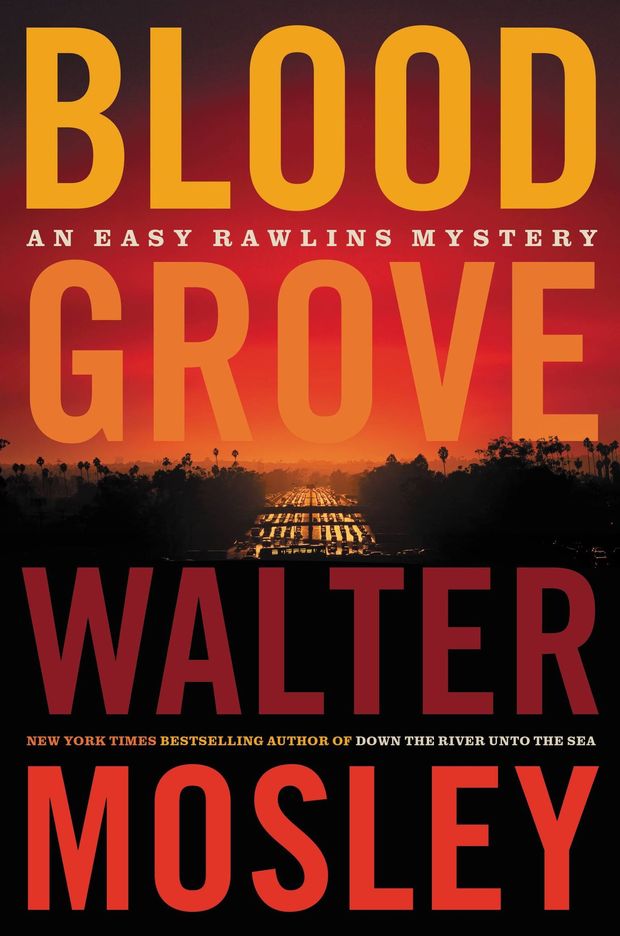 BLOOD
AN EASY RAWLINS MYSTERY
GROVE
WALTER
NEW YORK TIMES BESTSELLING AUTHOR OF DOWN THE RIVER UNTO THE SEA
MOSLEY